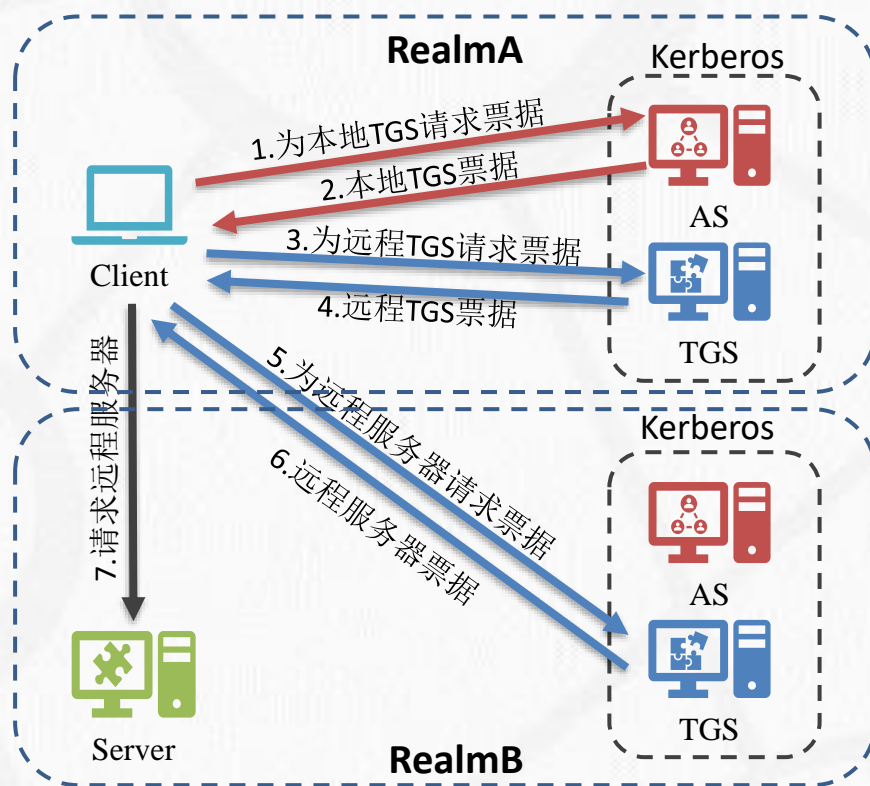 RealmA
Kerberos
1.为本地TGS请求票据
2.本地TGS票据
AS
3.为远程TGS请求票据
Client
4.远程TGS票据
TGS
5.为远程服务器请求票据
6.远程服务器票据
7.请求远程服务器
Kerberos
AS
TGS
Server
RealmB